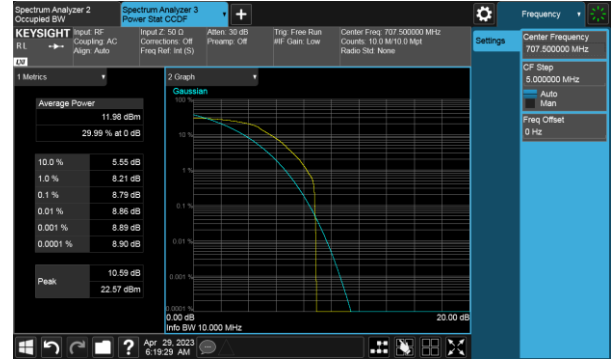 Spectrum Analyzer 2
Occupied BW
Spectrum Analyzer 3
Power Stat CCDF
+
Frequency
KEYSIGHT
RL
Input: RF
Coupling: AC
Align: Auto
Input Z: 50 Ω
Corrections: Off
Freq Ref: Int (S)
Atten: 30 dB
Preamp: Off
Trig: Free Run
#IF Gain: Low
Center Freq: 707.500000 MHz
Counts: 10.0 M/10.0 Mpt
Radio Std: None
LXI
Settings
Center Frequency
707.500000 MHz
CF Step
5.000000 MHz
Auto
Man
Freq Offset
0 Hz
1 Metrics
Average Power
11.98 dBm
29.99 % at 0 dB
10.0 % 5.55 dB
1.0 % 8.21 dB
0.1 % 8.79 dB
0.01 % 8.86 dB
0.001 % 8.89 dB
0.0001 % 8.90 dB
Peak
10.59 dB
22.57 dBm
2 Graph
Gaussian
100 %
10 %
1 %
0.1 %
0.01 %
0.001 %
0.0001 %
0.00 dB 20.00 dB
Info BW 10.000 MHz
?
Apr 29, 2023
6:19:29 AM